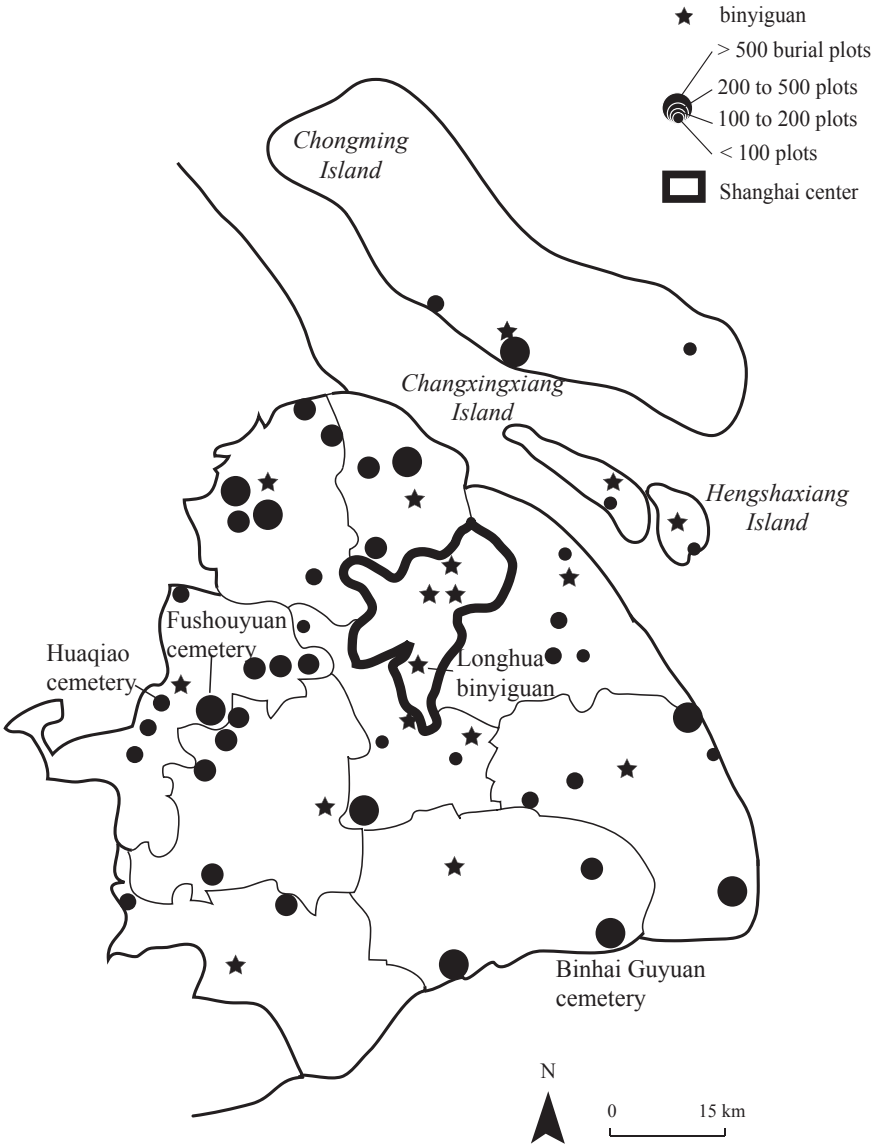 binyiguan
> 500 burial plots
200 to 500 plots
100 to 200 plots
< 100 plots
Shanghai center
Chongming
Island
Changxingxiang
Island
Hengshaxiang
Island
Fushouyuan
cemetery
Huaqiao
cemetery
Longhua
binyiguan
Binhai Guyuan
cemetery
N
0 15 km